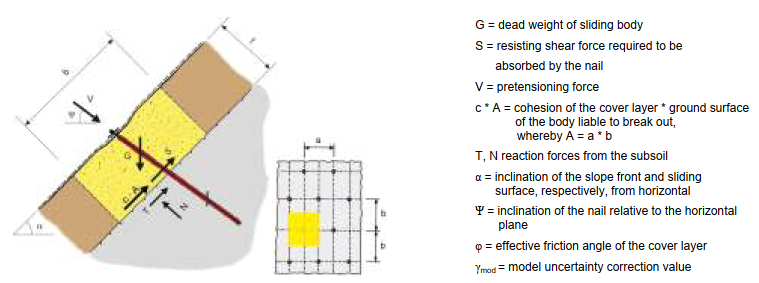 G = dead weight of sliding body
S = resisting shear force required to be
absorbed by the nail
V = pretensioning force
c * A = cohesion of the cover layer * ground surface
of the body liable to break out,
whereby A = a * b
T, N reaction forces from the subsoil
α = inclination of the slope front and sliding
surface, respectively, from horizontal
Ψ = inclination of the nail relative to the horizontal
plane
φ = effective friction angle of the cover layer
γmod = model uncertainty correction value
b
V
Ψ
G
S
c · A
T
N
α
a
b
b